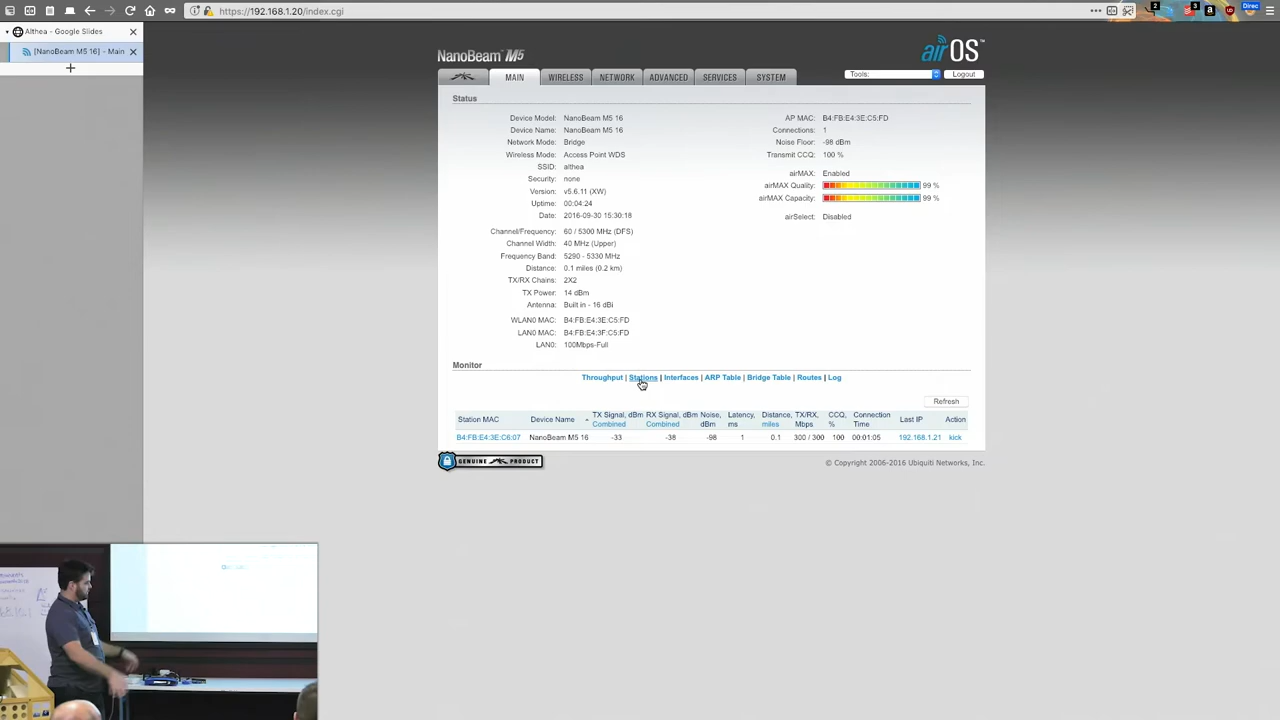 https://192.168.1.20/index.cgi
2
3
Direc
Althea - Google Slides
[NanoBeam M5 16] - Main
NanoBeam M5
airOS™
MAIN
WIRELESS
NETWORK
ADVANCED
SERVICES
SYSTEM
Tools:
Logout
Status
Device Model: NanoBeam M5 16
Device Name: NanoBeam M5 16
Network Mode: Bridge
Wireless Mode: Access Point WDS
SSID: althea
Security: none
Version: v5.6.11 (XW)
Uptime: 00:04:24
Date: 2016-09-30 15:30:18
Channel/Frequency: 60 / 5300 MHz (DFS)
Channel Width: 40 MHz (Upper)
Frequency Band: 5290 - 5330 MHz
Distance: 0.1 miles (0.2 km)
TX/RX Chains: 2X2
TX Power: 14 dBm
Antenna: Built in - 16 dBi
WLAN0 MAC: B4:FB:E4:3E:C5:FD
LAN0 MAC: B4:FB:E4:3F:C5:FD
LAN0: 100Mbps-Full
AP MAC: B4:FB:E4:3E:C5:FD
Connections: 1
Noise Floor: -98 dBm
Transmit CCQ: 100 %
airMAX: Enabled
airMAX Quality: 99 %
airMAX Capacity: 99 %
airSelect: Disabled
Monitor
Throughput | Stations | Interfaces | ARP Table | Bridge Table | Routes | Log
Refresh
Station MAC Device Name TX Signal, dBm Combined RX Signal, dBm Combined Noise, dBm Latency, ms Distance, miles TX/RX, Mbps CCQ, % Connection Time Last IP Action
B4:FB:E4:3E:C6:07 NanoBeam M5 16 -33 -38 -98 1 0.1 300 / 300 100 00:01:05 192.168.1.21 kick
GENUINE PRODUCT
© Copyright 2006-2016 Ubiquiti Networks, Inc.